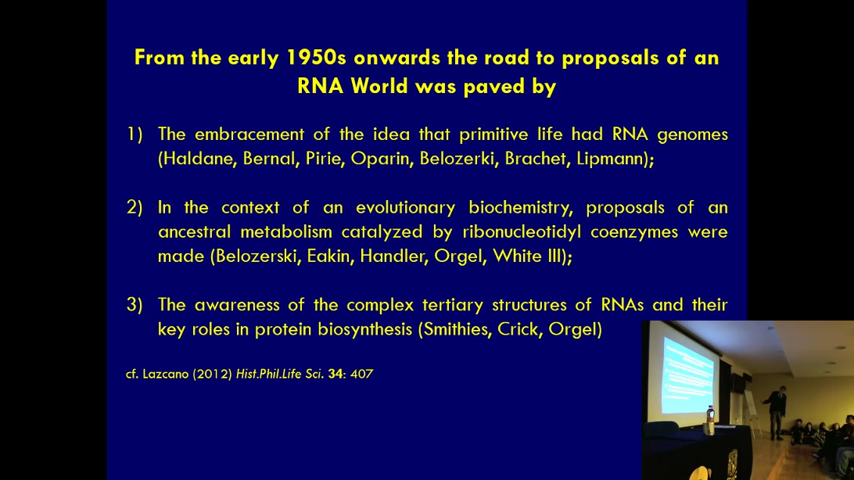 From the early 1950s onwards the road to proposals of an
RNA World was paved by
1) The embracement of the idea that primitive life had RNA genomes
(Haldane, Bernal, Pirie, Oparin, Belozerki, Brachet, Lipmann);
2) In the context of an evolutionary biochemistry, proposals of an
ancestral metabolism catalyzed by ribonucleotidyl coenzymes were
made (Belozerski, Eakin, Handler, Orgel, White III);
3) The awareness of the complex tertiary structures of RNAs and their
key roles in protein biosynthesis (Smithies, Crick, Orgel)
cf. Lazcano (2012) Hist.Phil.Life Sci. 34: 407